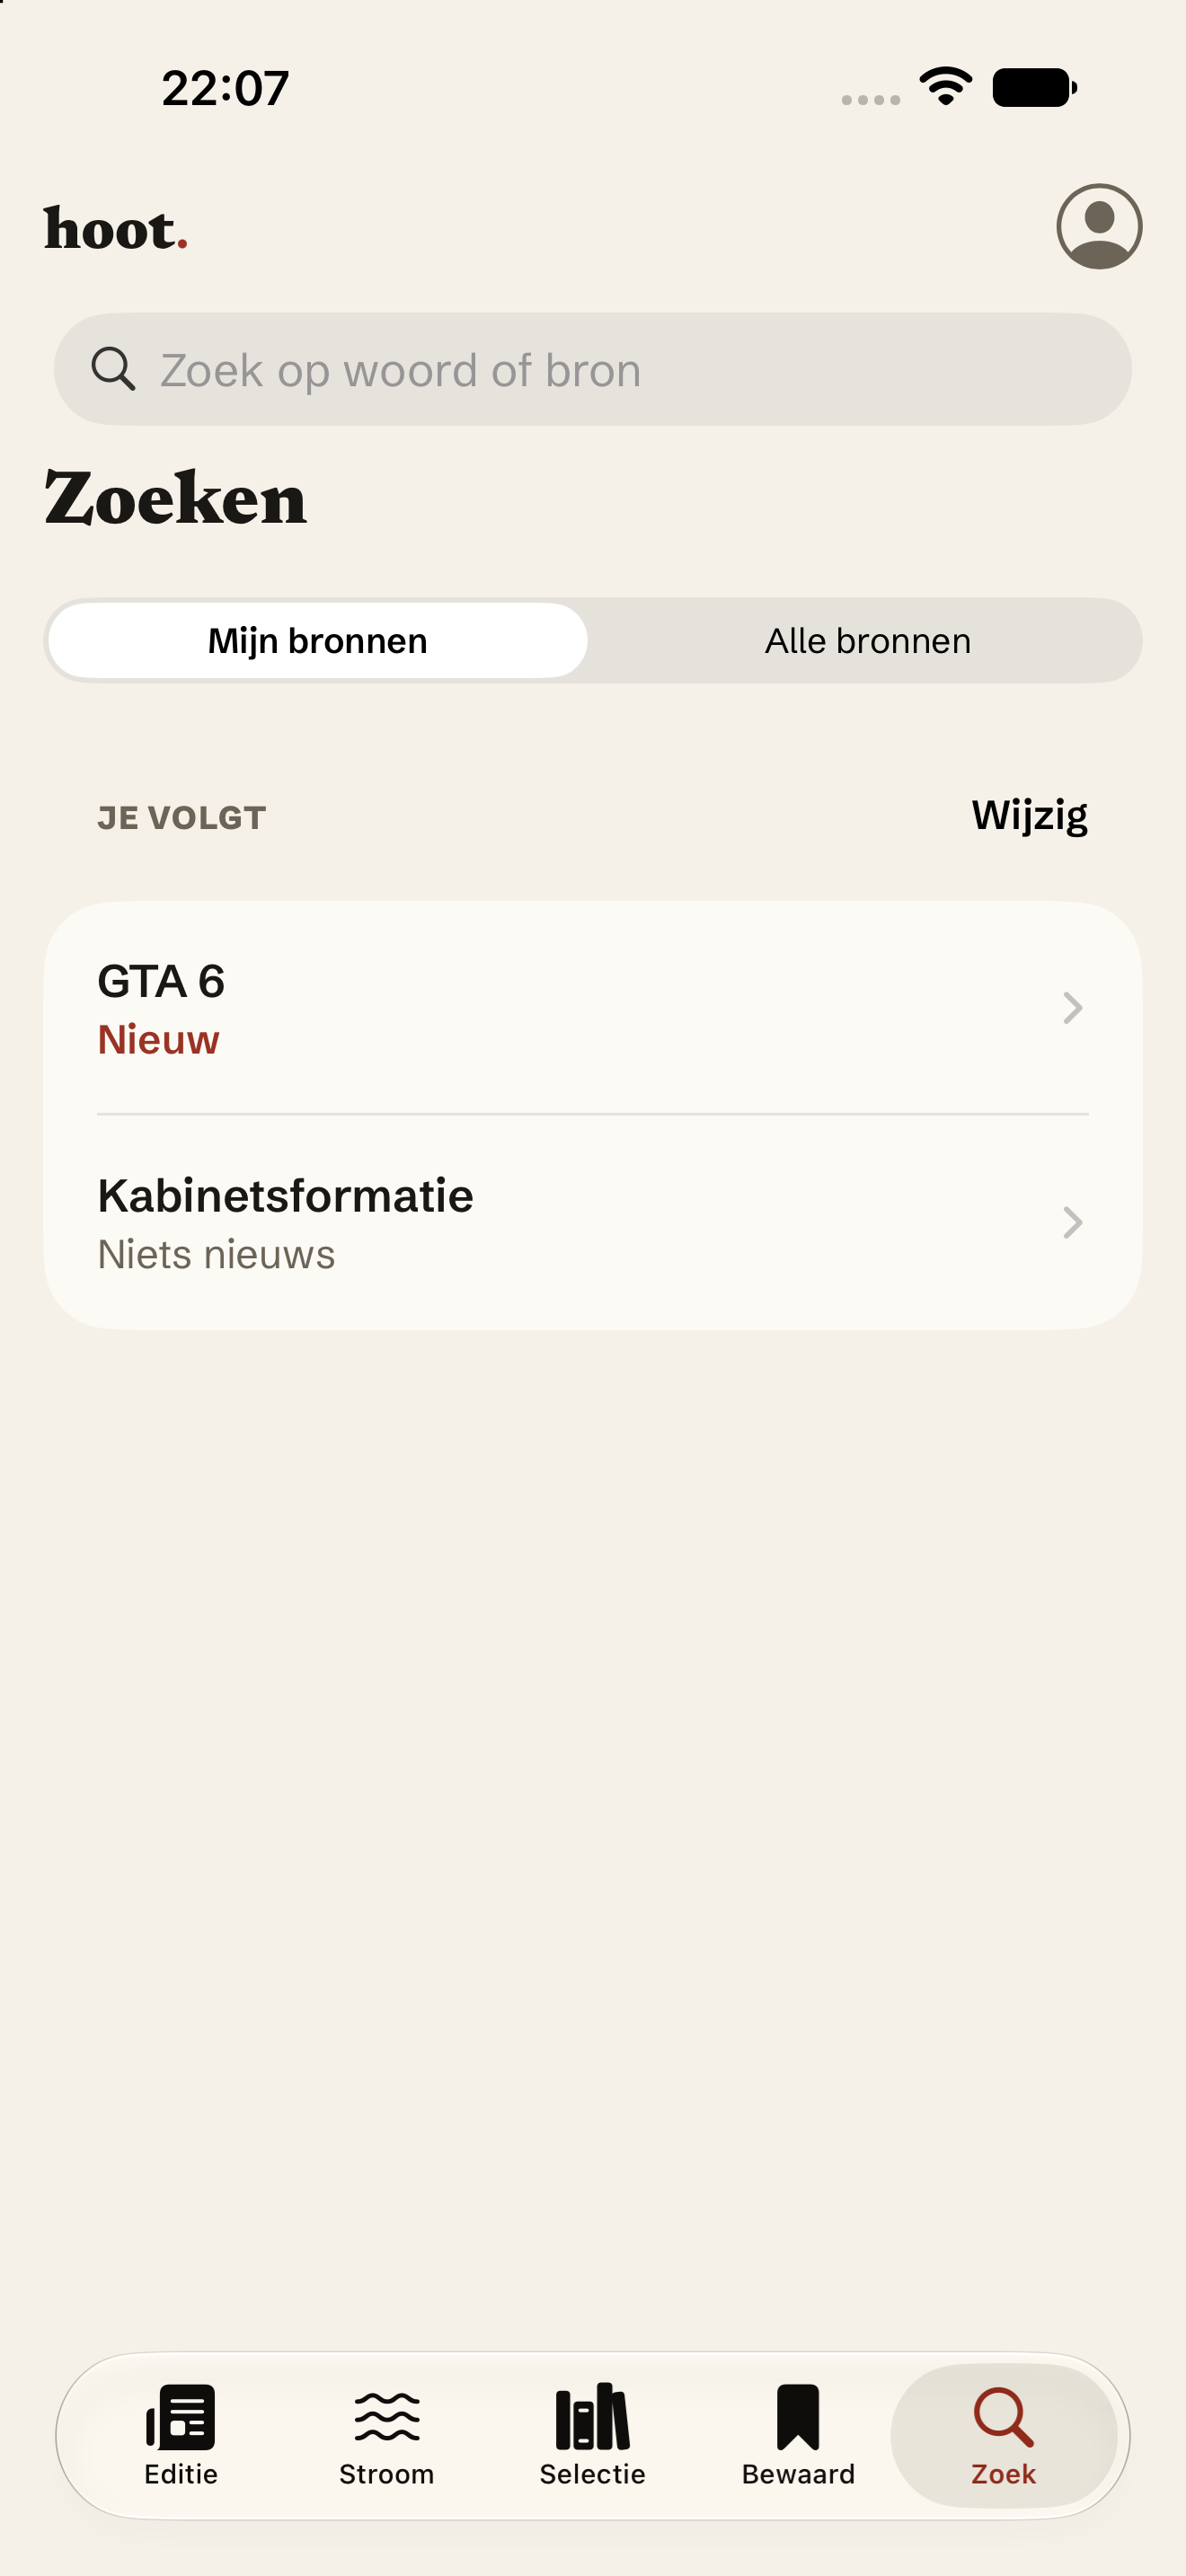 22:07
hoot.
Zoek op woord of bron
Zoeken
Mijn bronnen
Alle bronnen
JE VOLGT
Wijzig
GTA 6
Nieuw
Kabinetsformatie
Niets nieuws
Editie
Stroom
Selectie
Bewaard
Zoek